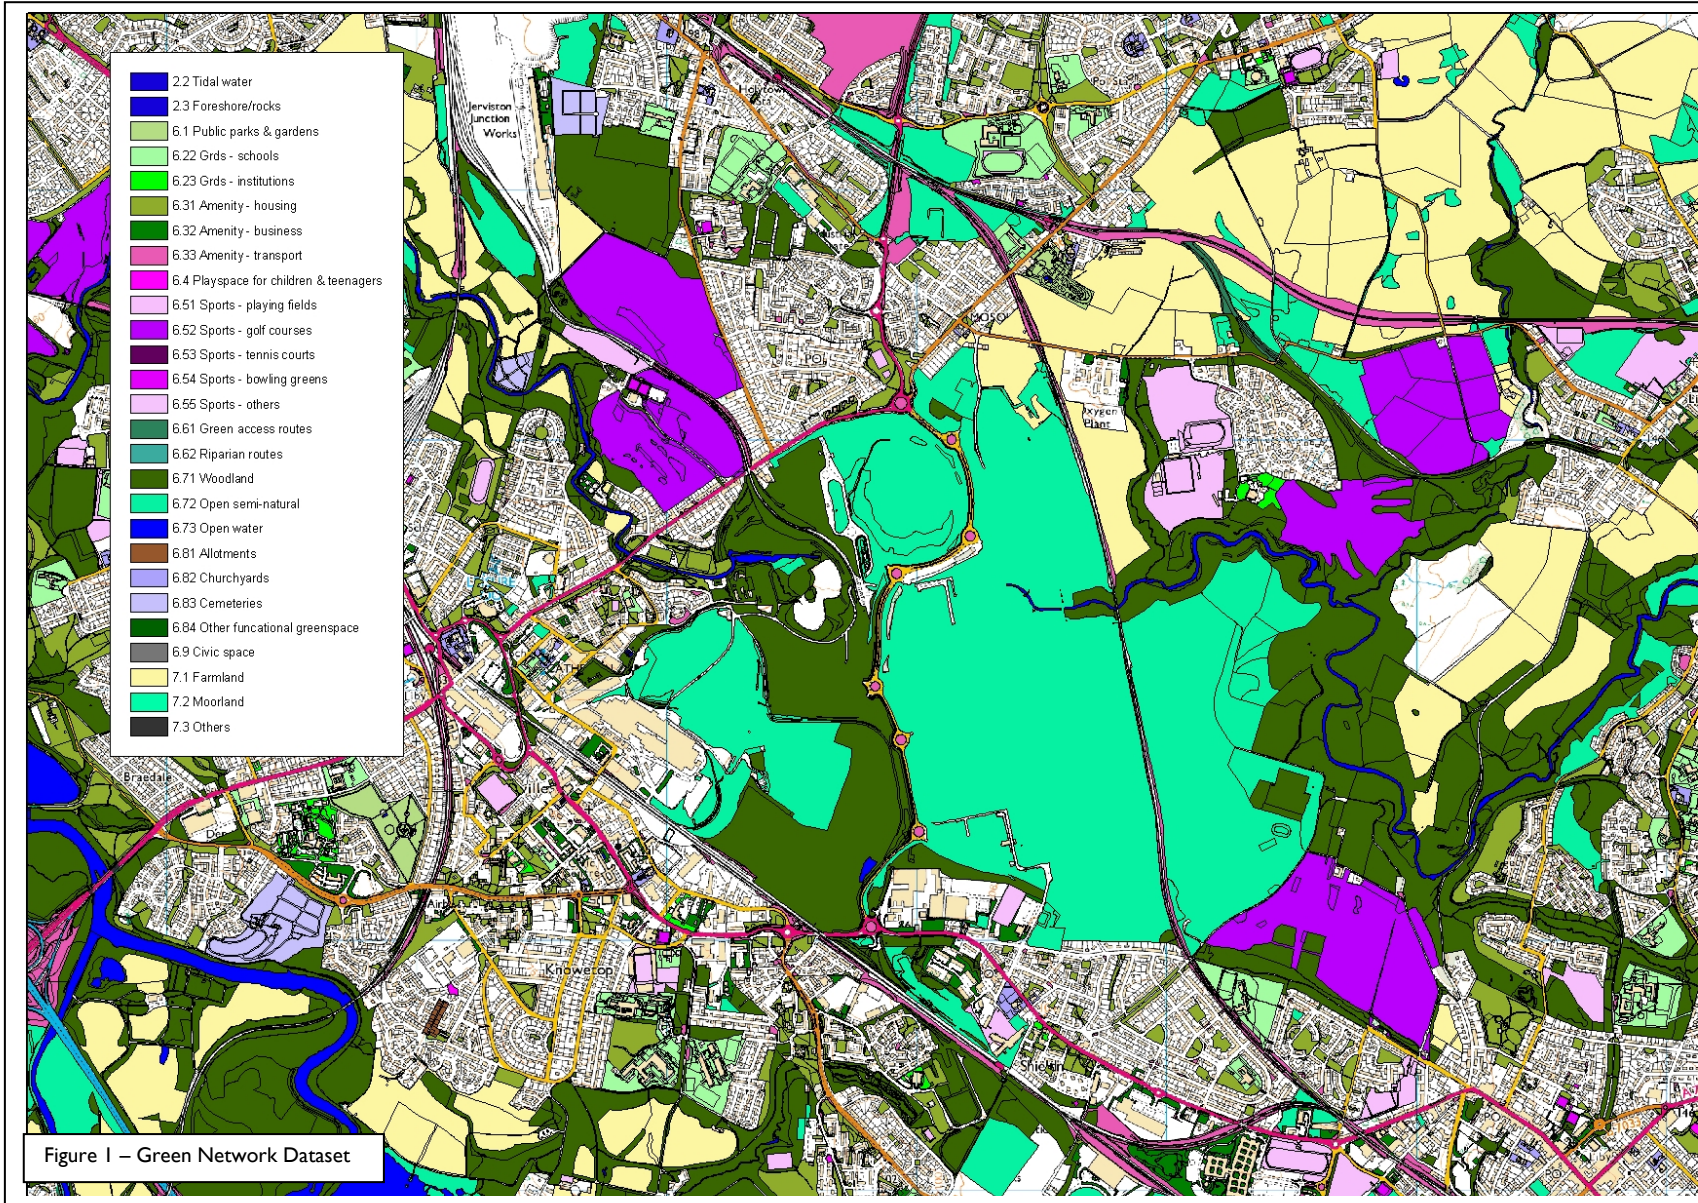 2.2 Tidal water
2.3 Foreshore/rocks
6.1 Public parks & gardens
6.22 Grds - schools
6.23 Grds - institutions
6.31 Amenity - housing
6.32 Amenity - business
6.33 Amenity - transport
6.4 Playspace for children & teenagers
6.51 Sports - playing fields
6.52 Sports - golf courses
6.53 Sports - tennis courts
6.54 Sports - bowling greens
6.55 Sports - others
6.61 Green access routes
6.62 Riparian routes
6.71 Woodland
6.72 Open semi-natural
6.73 Open water
6.81 Allotments
6.82 Churchyards
6.83 Cemeteries
6.84 Other funcational greenspace
6.9 Civic space
7.1 Farmland
7.2 Moorland
7.3 Others
Jerviston
Junction
Works
Plant
Braedale
Knowetop
Figure 1 – Green Network Dataset